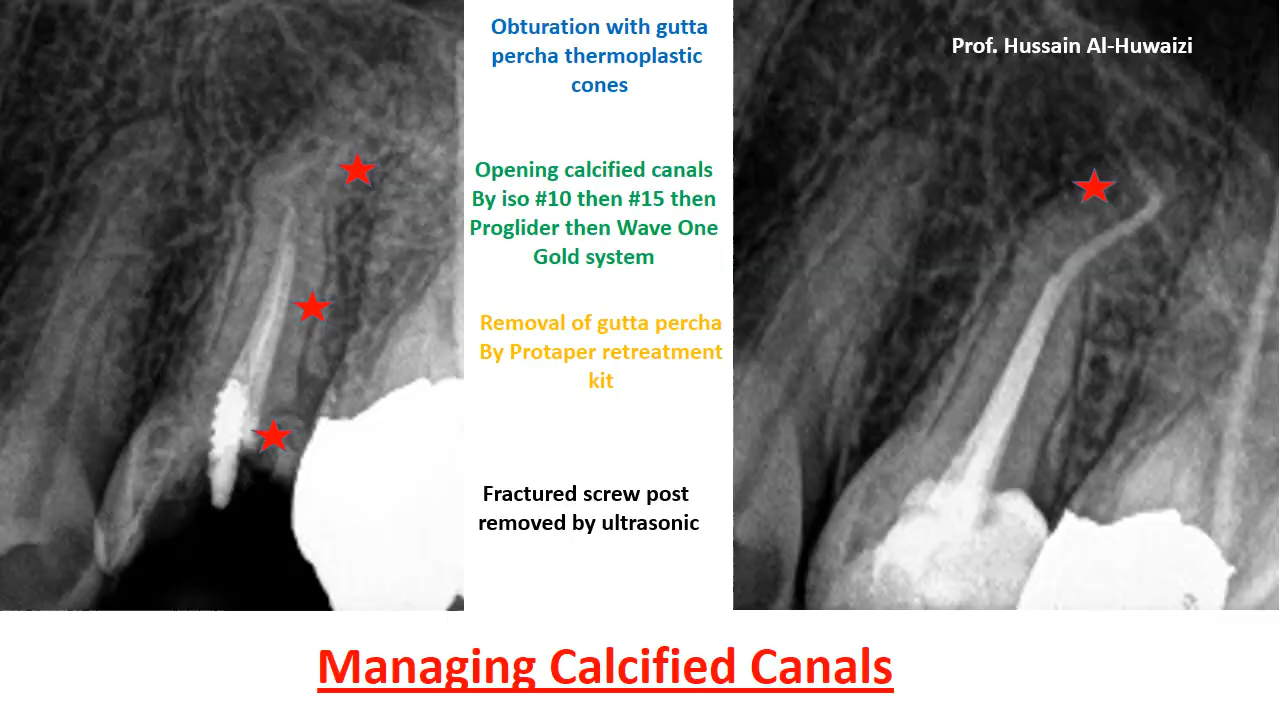 Obturation with gutta
percha thermoplastic
cones
Prof. Hussain Al-Huwaizi
Opening calcified canals
By iso #10 then #15 then
Proglider then Wave One
Gold system
Removal of gutta percha
By Protaper retreatment
kit
Fractured screw post
removed by ultrasonic
Managing Calcified Canals